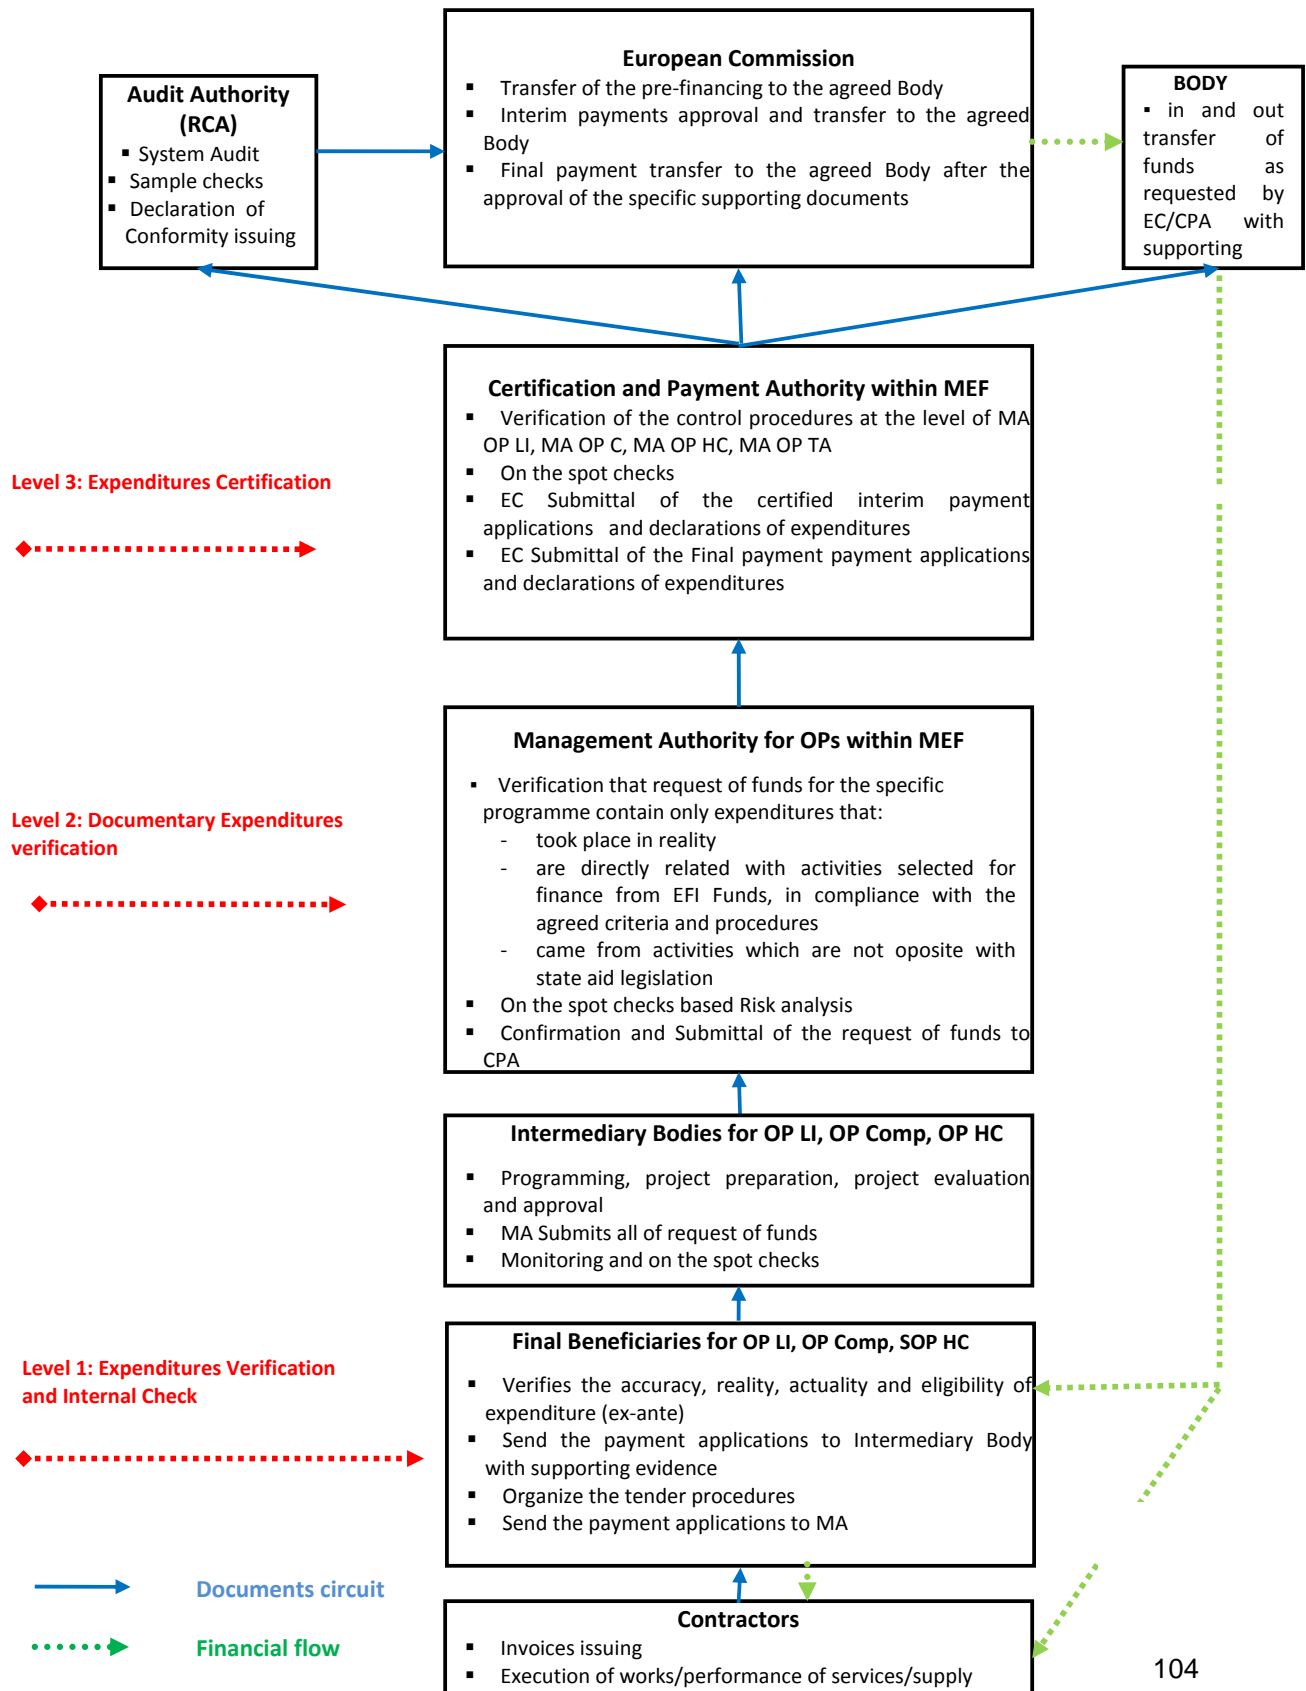 European Commission
▪ Transfer of the pre-financing to the agreed Body
▪ Interim payments approval and transfer to the agreed
Body
▪ Final payment transfer to the agreed Body after the
approval of the specific supporting documents
Audit Authority
(RCA)
▪ System Audit
▪ Sample checks
▪ Declaration of
Conformity issuing
BODY
▪ in and out
transfer of
funds as
requested by
EC/CPA with
supporting
Certification and Payment Authority within MEF
▪ Verification of the control procedures at the level of MA
OP LI, MA OP C, MA OP HC, MA OP TA
▪ On the spot checks
▪ EC Submittal of the certified interim payment
applications and declarations of expenditures
▪ EC Submittal of the Final payment payment applications
and declarations of expenditures
Level 3: Expenditures Certification
Management Authority for OPs within MEF
▪ Verification that request of funds for the specific
programme contain only expenditures that:
- took place in reality
- are directly related with activities selected for
finance from EFI Funds, in compliance with the
agreed criteria and procedures
- came from activities which are not oposite with
state aid legislation
▪ On the spot checks based Risk analysis
▪ Confirmation and Submittal of the request of funds to
CPA
Level 2: Documentary Expenditures
verification
Intermediary Bodies for OP LI, OP Comp, OP HC
▪ Programming, project preparation, project evaluation
and approval
▪ MA Submits all of request of funds
▪ Monitoring and on the spot checks
Final Beneficiaries for OP LI, OP Comp, SOP HC
▪ Verifies the accuracy, reality, actuality and eligibility of
expenditure (ex-ante)
▪ Send the payment applications to Intermediary Body
with supporting evidence
▪ Organize the tender procedures
▪ Send the payment applications to MA
Level 1: Expenditures Verification
and Internal Check
Documents circuit
Financial flow
Contractors
▪ Invoices issuing
▪ Execution of works/performance of services/supply
104